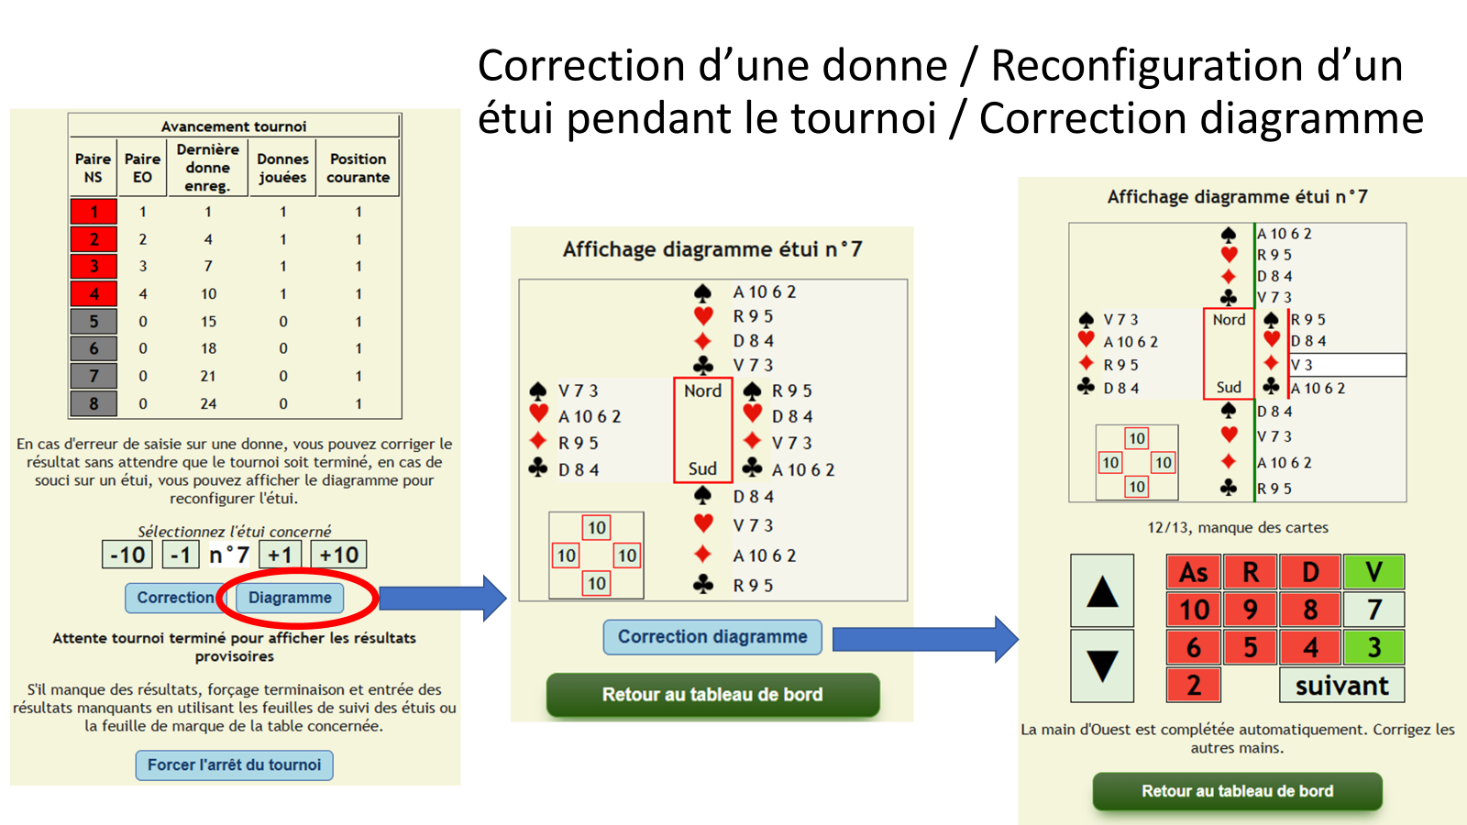 Correction d’une donne / Reconfiguration d’un
étui pendant le tournoi / Correction diagramme
Avancement tournoi
Paire NS Paire EO Dernière donne enreg. Donnes jouées Position courante
1 1 1 1 1
2 2 4 1 1
3 3 7 1 1
4 4 10 1 1
5 0 15 0 1
6 0 18 0 1
7 0 21 0 1
8 0 24 0 1
En cas d'erreur de saisie sur une donne, vous pouvez corriger le
résultat sans attendre que le tournoi soit terminé, en cas de
souci sur un étui, vous pouvez afficher le diagramme pour
reconfigurer l'étui.
Sélectionnez l'étui concerné
-10 -1 n°7 +1 +10
Correction Diagramme
Attente tournoi terminé pour afficher les résultats
provisoires
S'il manque des résultats, forçage terminaison et entrée des
résultats manquants en utilisant les feuilles de suivi des étuis ou
la feuille de marque de la table concernée.
Forcer l'arrêt du tournoi
Affichage diagramme étui n°7
♠ A 10 6 2
♥ R 9 5
♦ D 8 4
♣ V 7 3
♠ V 7 3 Nord ♠ R 9 5
♥ A 10 6 2 ♥ D 8 4
♦ R 9 5 ♦ V 7 3
♣ D 8 4 Sud ♣ A 10 6 2
♠ D 8 4
♥ V 7 3
♦ A 10 6 2
♣ R 9 5
10
10 10
10
Correction diagramme
Retour au tableau de bord
Affichage diagramme étui n°7
♠ A 10 6 2
♥ R 9 5
♦ D 8 4
♣ V 7 3
♠ V 7 3 Nord ♠ R 9 5
♥ A 10 6 2 ♥ D 8 4
♦ R 9 5 ♦ V 3
♣ D 8 4 Sud ♣ A 10 6 2
♠ D 8 4
♥ V 7 3
♦ A 10 6 2
♣ R 9 5
10
10 10
10
12/13, manque des cartes
▲ As R D V
10 9 8 7
▼ 6 5 4 3
2 suivant
La main d'Ouest est complétée automatiquement. Corrigez les
autres mains.
Retour au tableau de bord